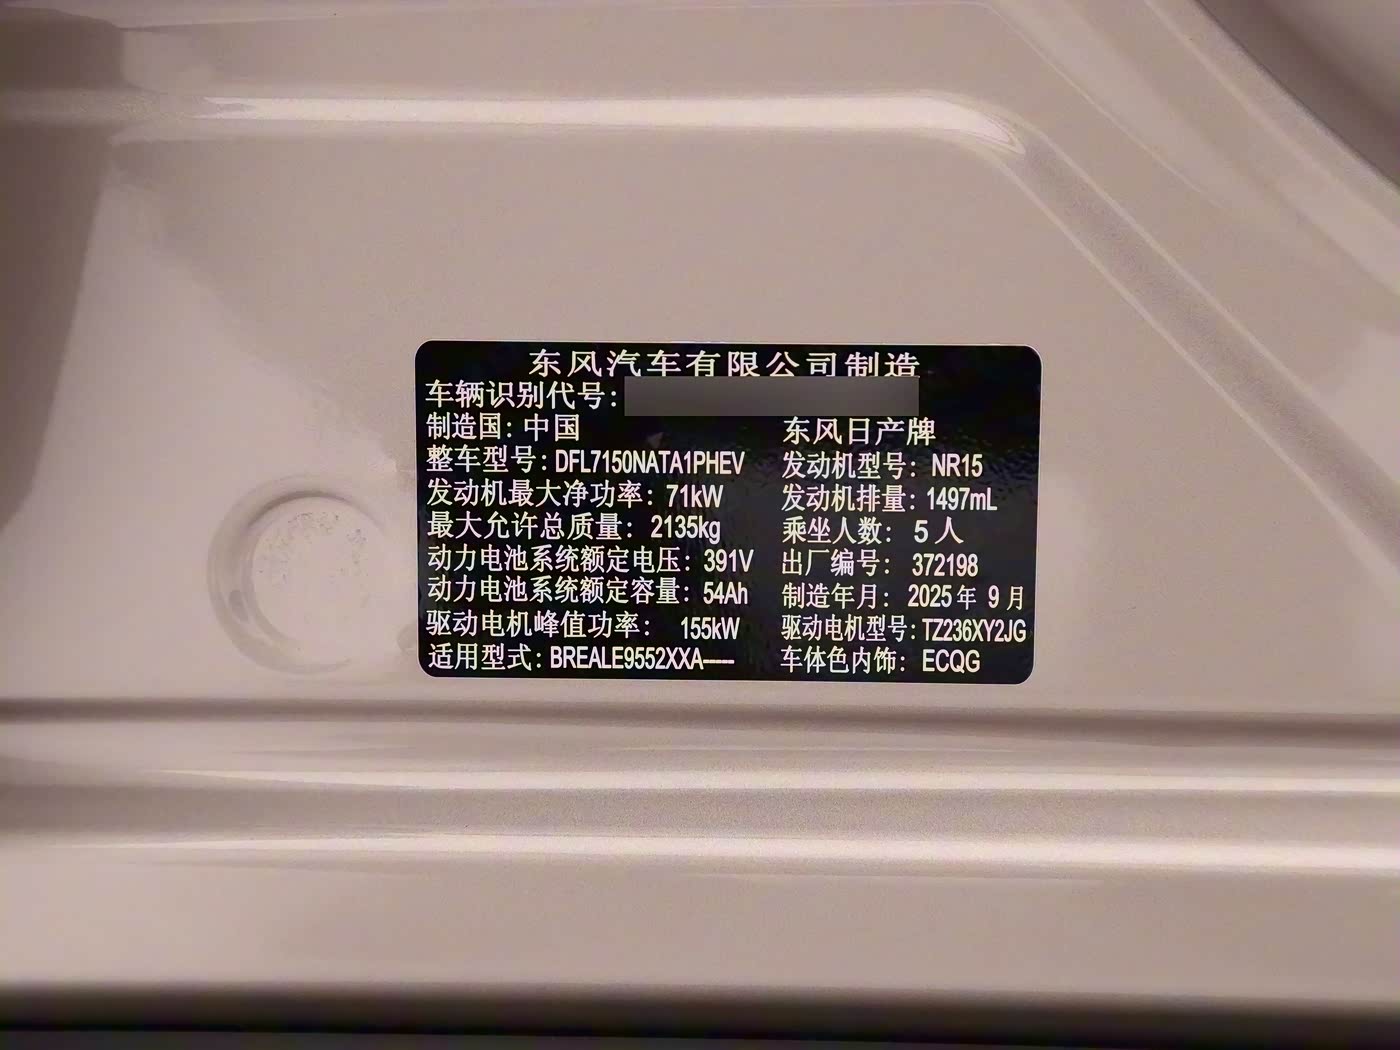 东风汽车有限公司制造
车辆识别代号:
制造国: 中国 东风日产牌
整车型号: DFL7150NATA1PHEV 发动机型号: NR15
发动机最大净功率: 71kW 发动机排量: 1497mL
最大允许总质量: 2135kg 乘坐人数: 5人
动力电池系统额定电压: 391V 出厂编号: 372198
动力电池系统额定容量: 54Ah 制造年月: 2025年 9月
驱动电机峰值功率: 155kW 驱动电机型号: TZ236XY2JG
适用型式: BREALE9552XXA----- 车体色内饰: ECQG